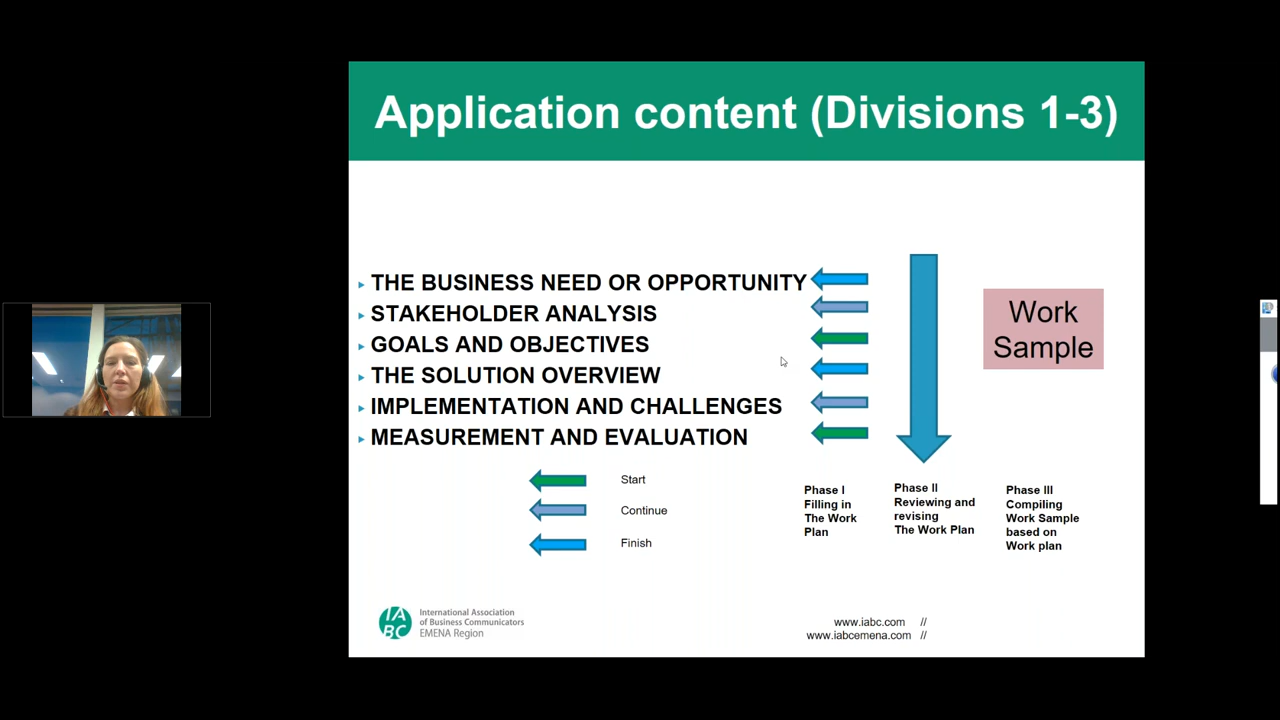 Application content (Divisions 1-3)
THE BUSINESS NEED OR OPPORTUNITY
STAKEHOLDER ANALYSIS
GOALS AND OBJECTIVES
THE SOLUTION OVERVIEW
IMPLEMENTATION AND CHALLENGES
MEASUREMENT AND EVALUATION
Work
Sample
Start
Continue
Finish
Phase I
Filling in
The Work
Plan
Phase II
Reviewing and
revising
The Work Plan
Phase III
Compiling
Work Sample
based on
Work plan
IA
BC
International Association
of Business Communicators
EMENA Region
www.iabc.com //
www.iabcemena.com //